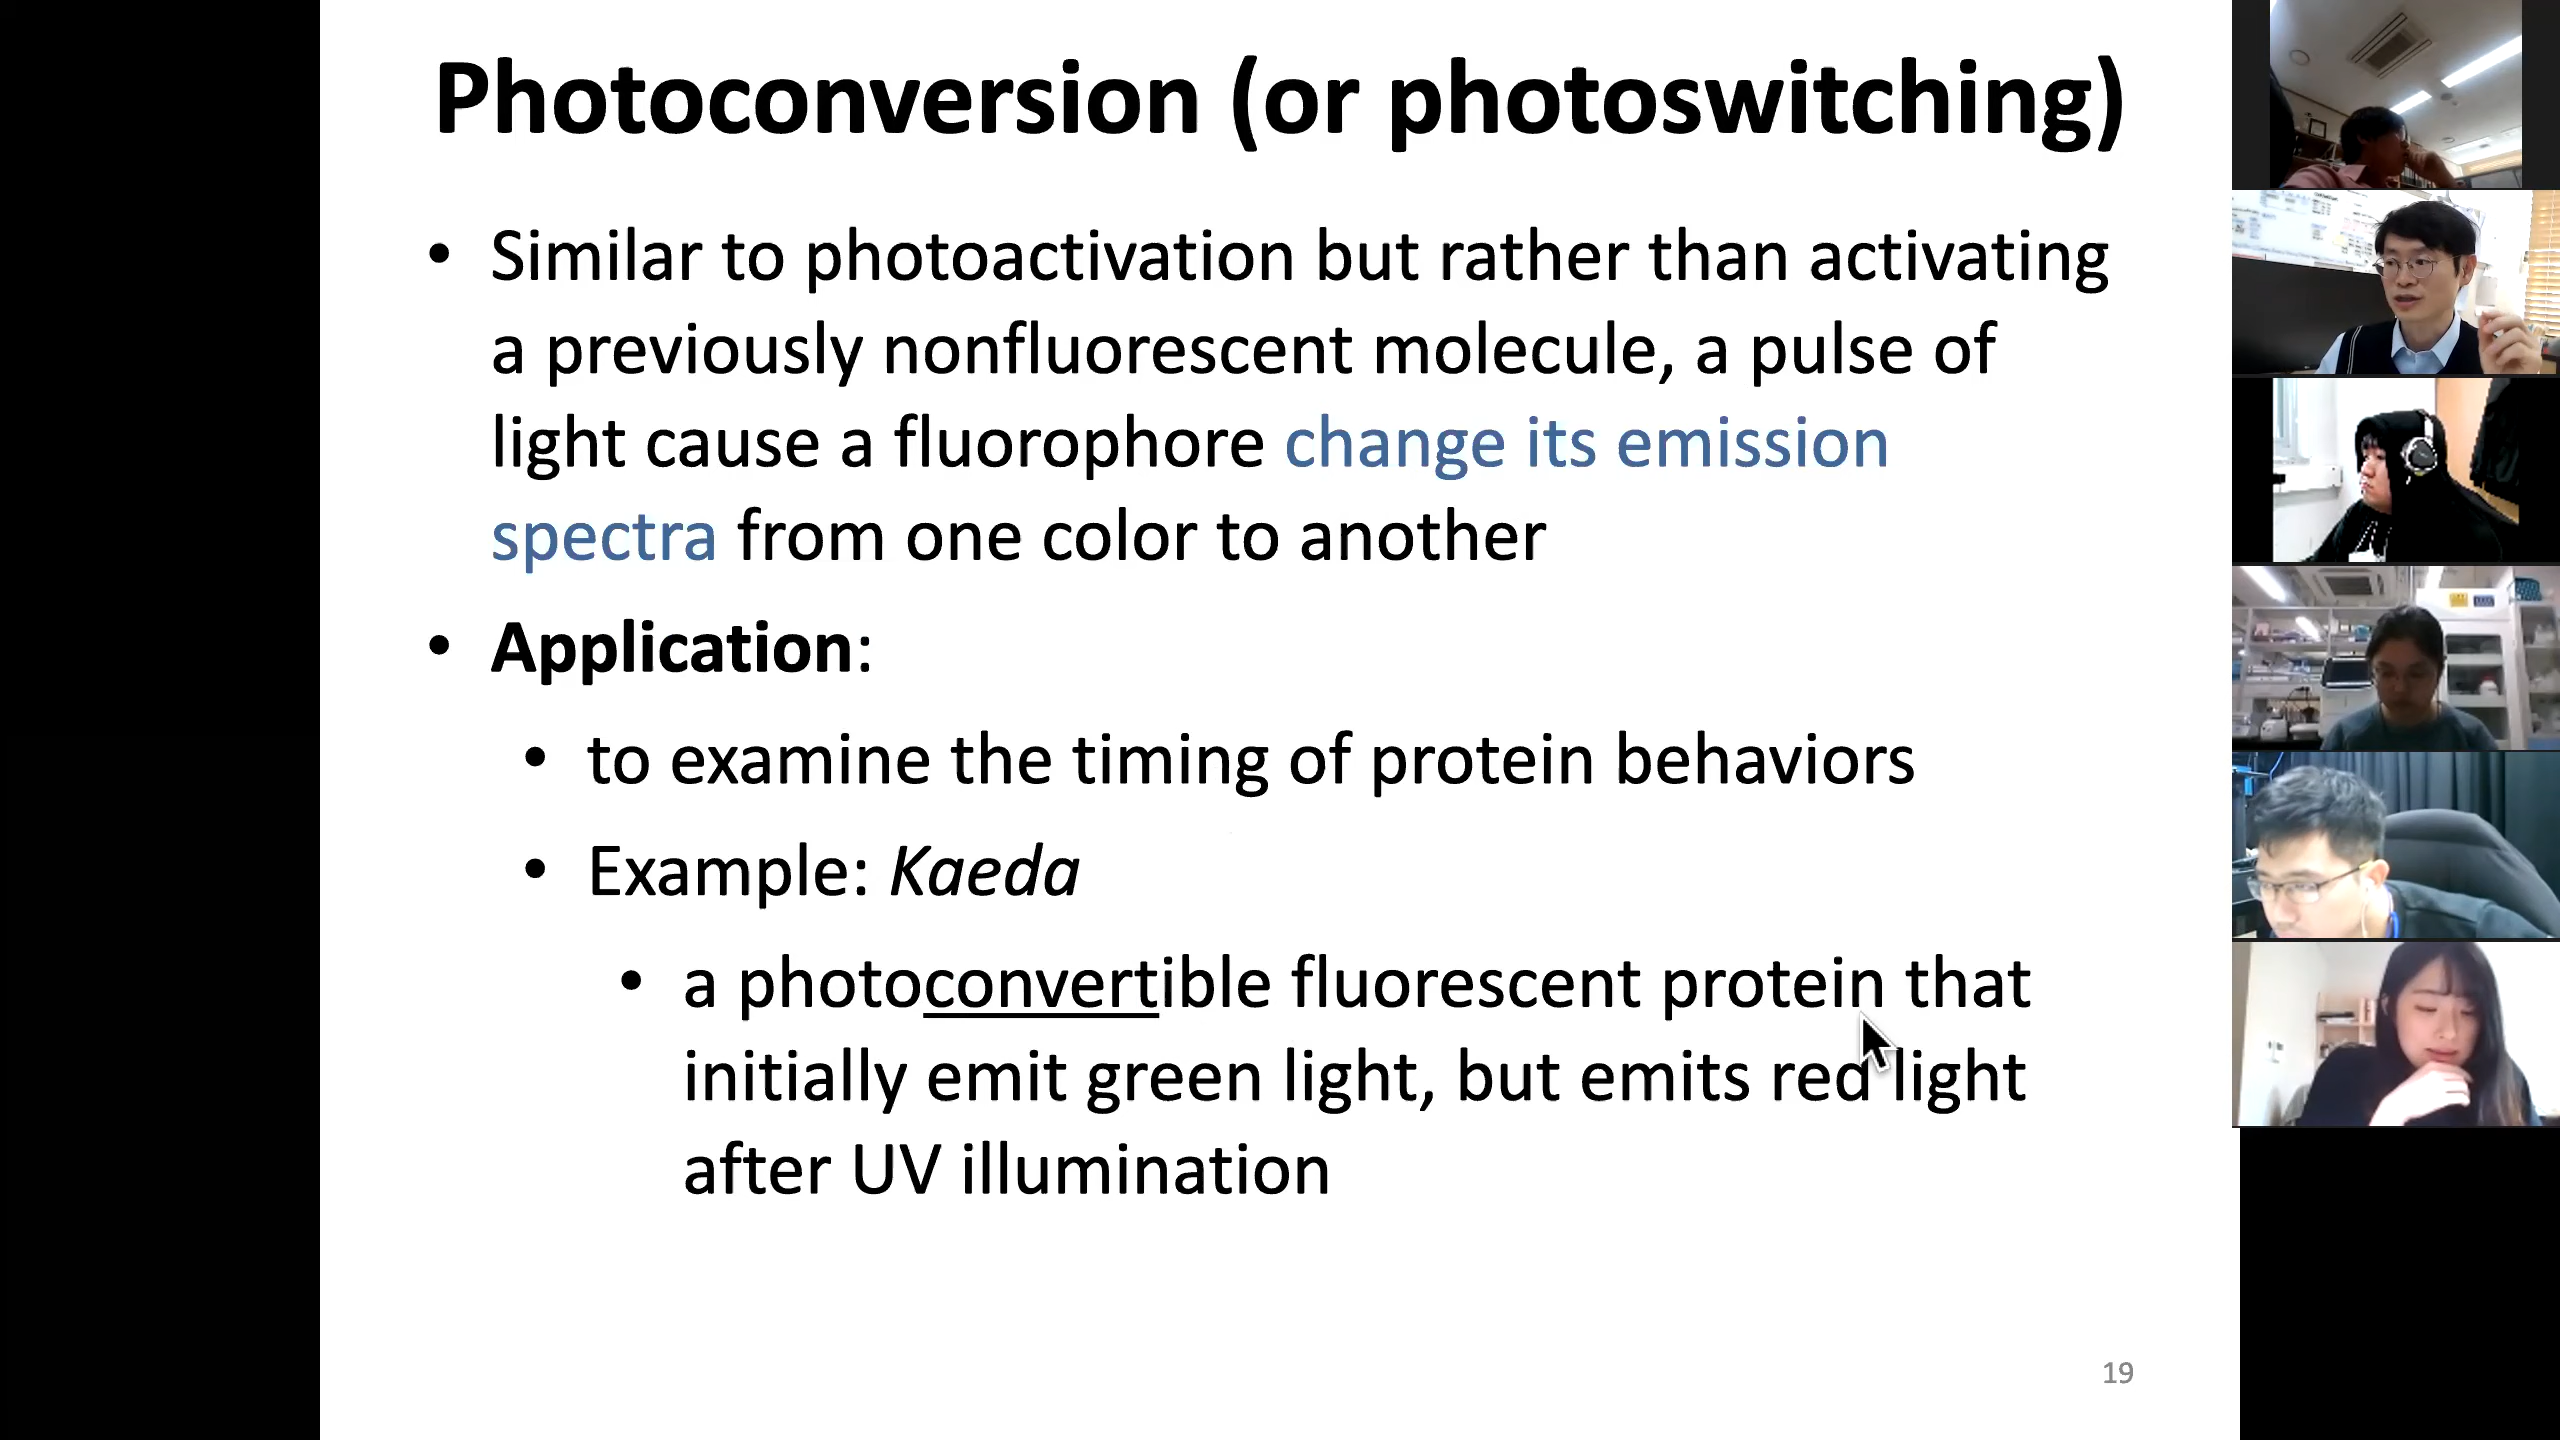 Photoconversion (or photoswitching)
• Similar to photoactivation but rather than activating
a previously nonfluorescent molecule, a pulse of
light cause a fluorophore change its emission
spectra from one color to another
• Application:
• to examine the timing of protein behaviors
• Example: Kaeda
• a photoconvertible fluorescent protein that
initially emit green light, but emits red light
after UV illumination
19